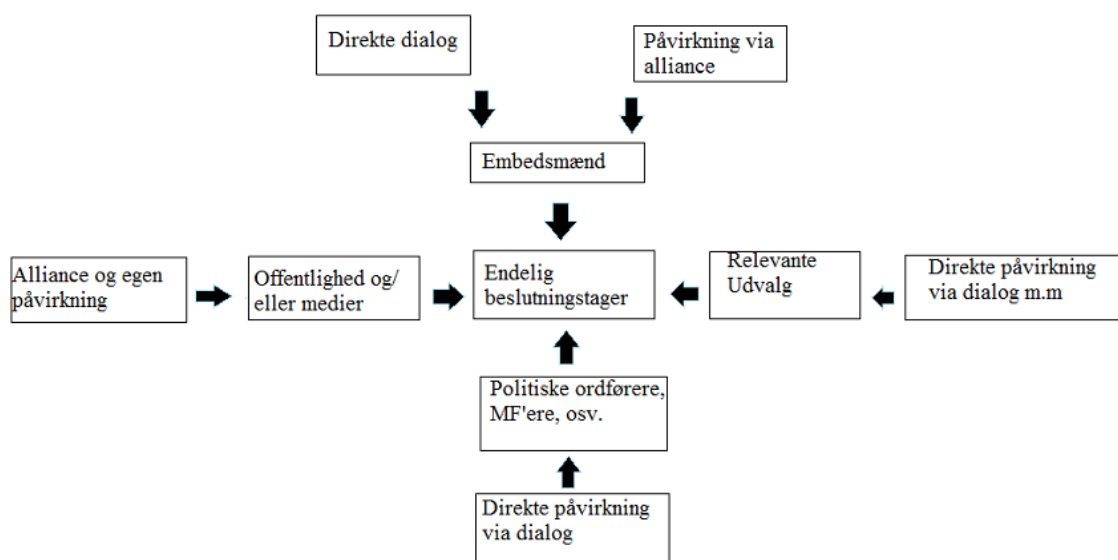 Direkte dialog
Påvirkning via
alliance
Embedsmænd
Alliance og egen
påvirkning
Offentlighed og/
eller medier
Endelig
beslutningstager
Relevante
Udvalg
Direkte påvirkning
via dialog m.m
Politiske ordførere,
MF'ere, osv.
Direkte påvirkning
via dialog